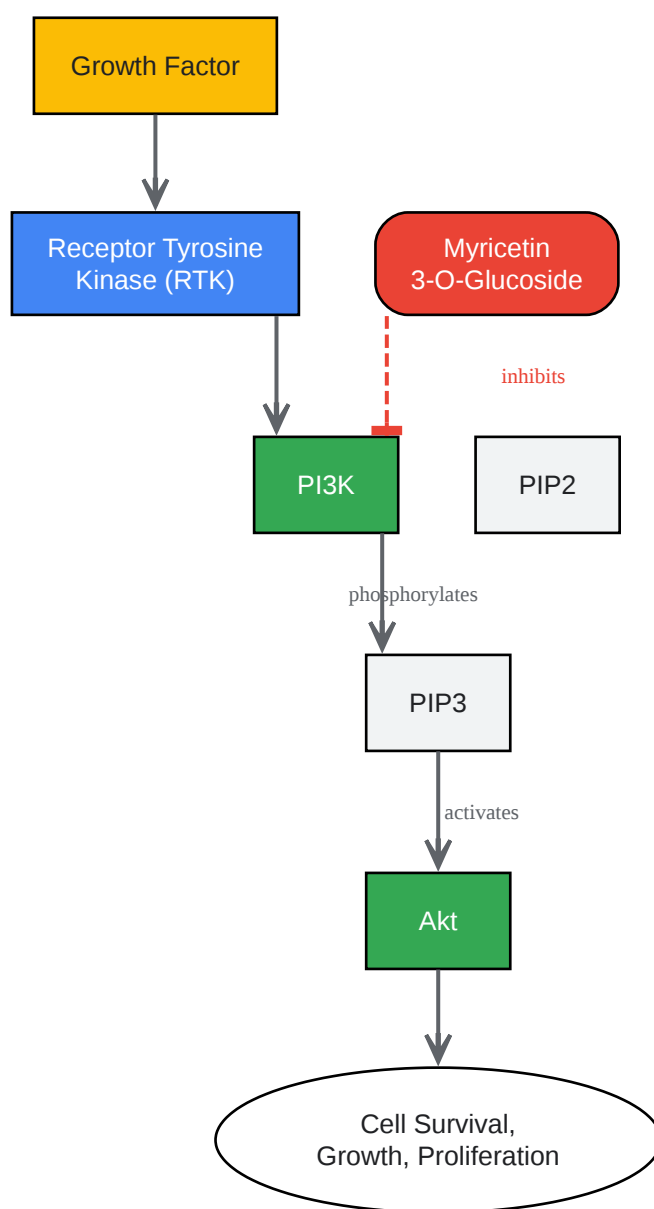 Growth Factor
Receptor Tyrosine
Kinase (RTK)
Myricetin
3-O-Glucoside
inhibits
PI3K
PIP2
phosphorylates
PIP3
activates
Akt
Cell Survival,
Growth, Proliferation